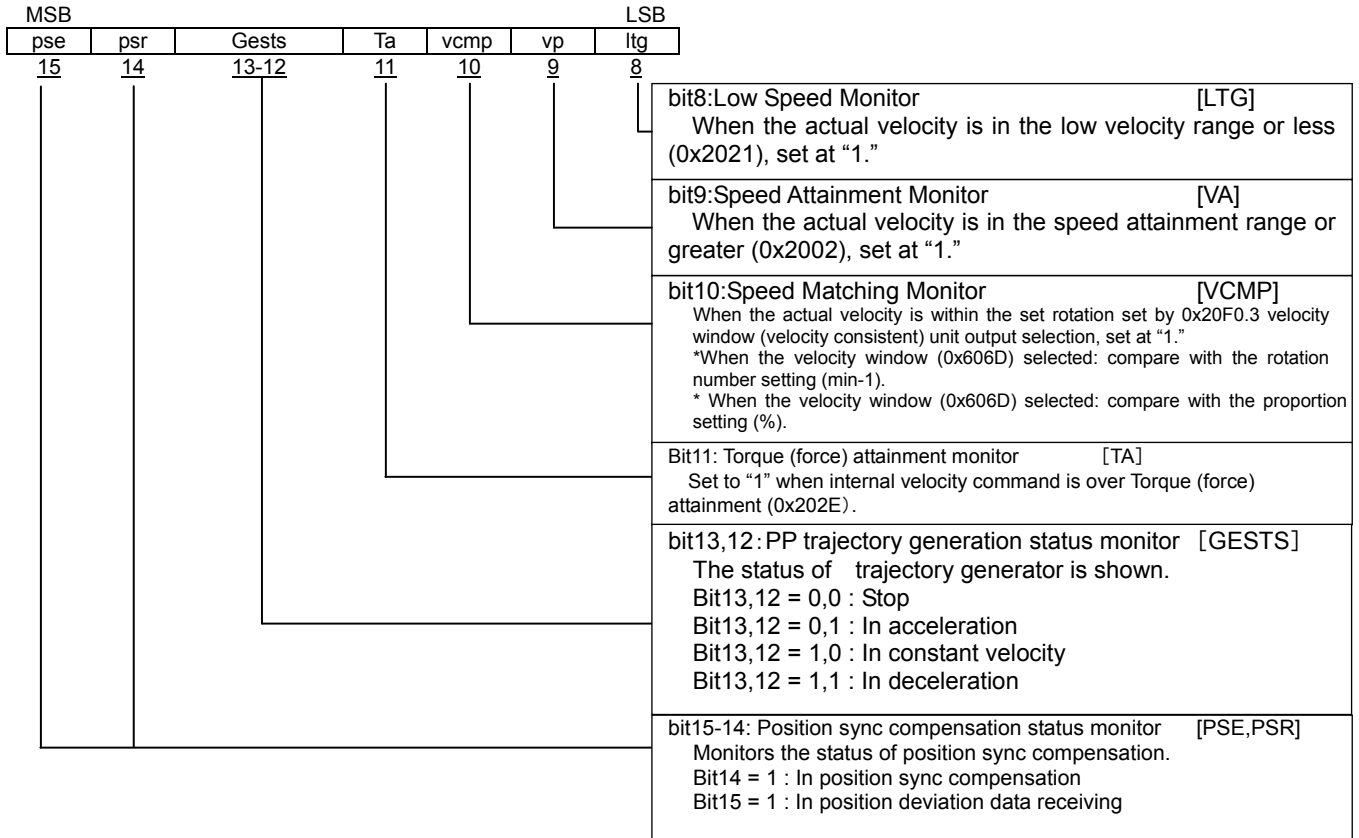 MSB LSB
pse psr Gests Ta vcmp vp ltg
15 14 13-12 11 10 9 8
bit8:Low Speed Monitor [LTG]
When the actual velocity is in the low velocity range or less
(0x2021), set at “1.”
bit9:Speed Attainment Monitor [VA]
When the actual velocity is in the speed attainment range or
greater (0x2002), set at “1.”
bit10:Speed Matching Monitor [VCMP]
When the actual velocity is within the set rotation set by 0x20F0.3 velocity
window (velocity consistent) unit output selection, set at “1.”
*When the velocity window (0x606D) selected: compare with the rotation
number setting (min-1).
* When the velocity window (0x606D) selected: compare with the proportion
setting (%).
Bit11: Torque (force) attainment monitor ［TA］
Set to “1” when internal velocity command is over Torque (force)
attainment (0x202E）.
bit13,12：PP trajectory generation status monitor ［GESTS］
The status of trajectory generator is shown.
Bit13,12 = 0,0 : Stop
Bit13,12 = 0,1 : In acceleration
Bit13,12 = 1,0 : In constant velocity
Bit13,12 = 1,1 : In deceleration
bit15-14: Position sync compensation status monitor [PSE,PSR]
Monitors the status of position sync compensation.
Bit14 = 1 : In position sync compensation
Bit15 = 1 : In position deviation data receiving